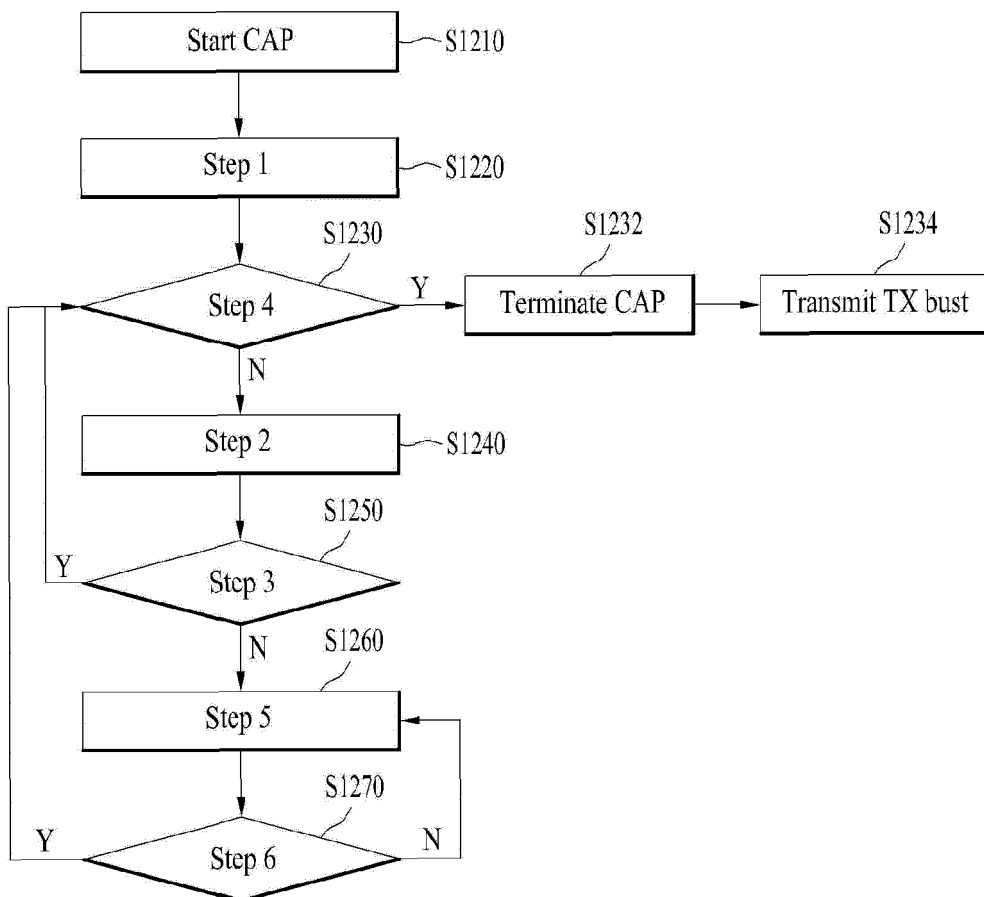 Start CAP
S1210
Step 1
S1220
S1230
Step 4
Y
N
S1232
Terminate CAP
S1234
Transmit TX bust
Step 2
S1240
S1250
Step 3
Y
N
S1260
Step 5
S1270
Step 6
Y
N